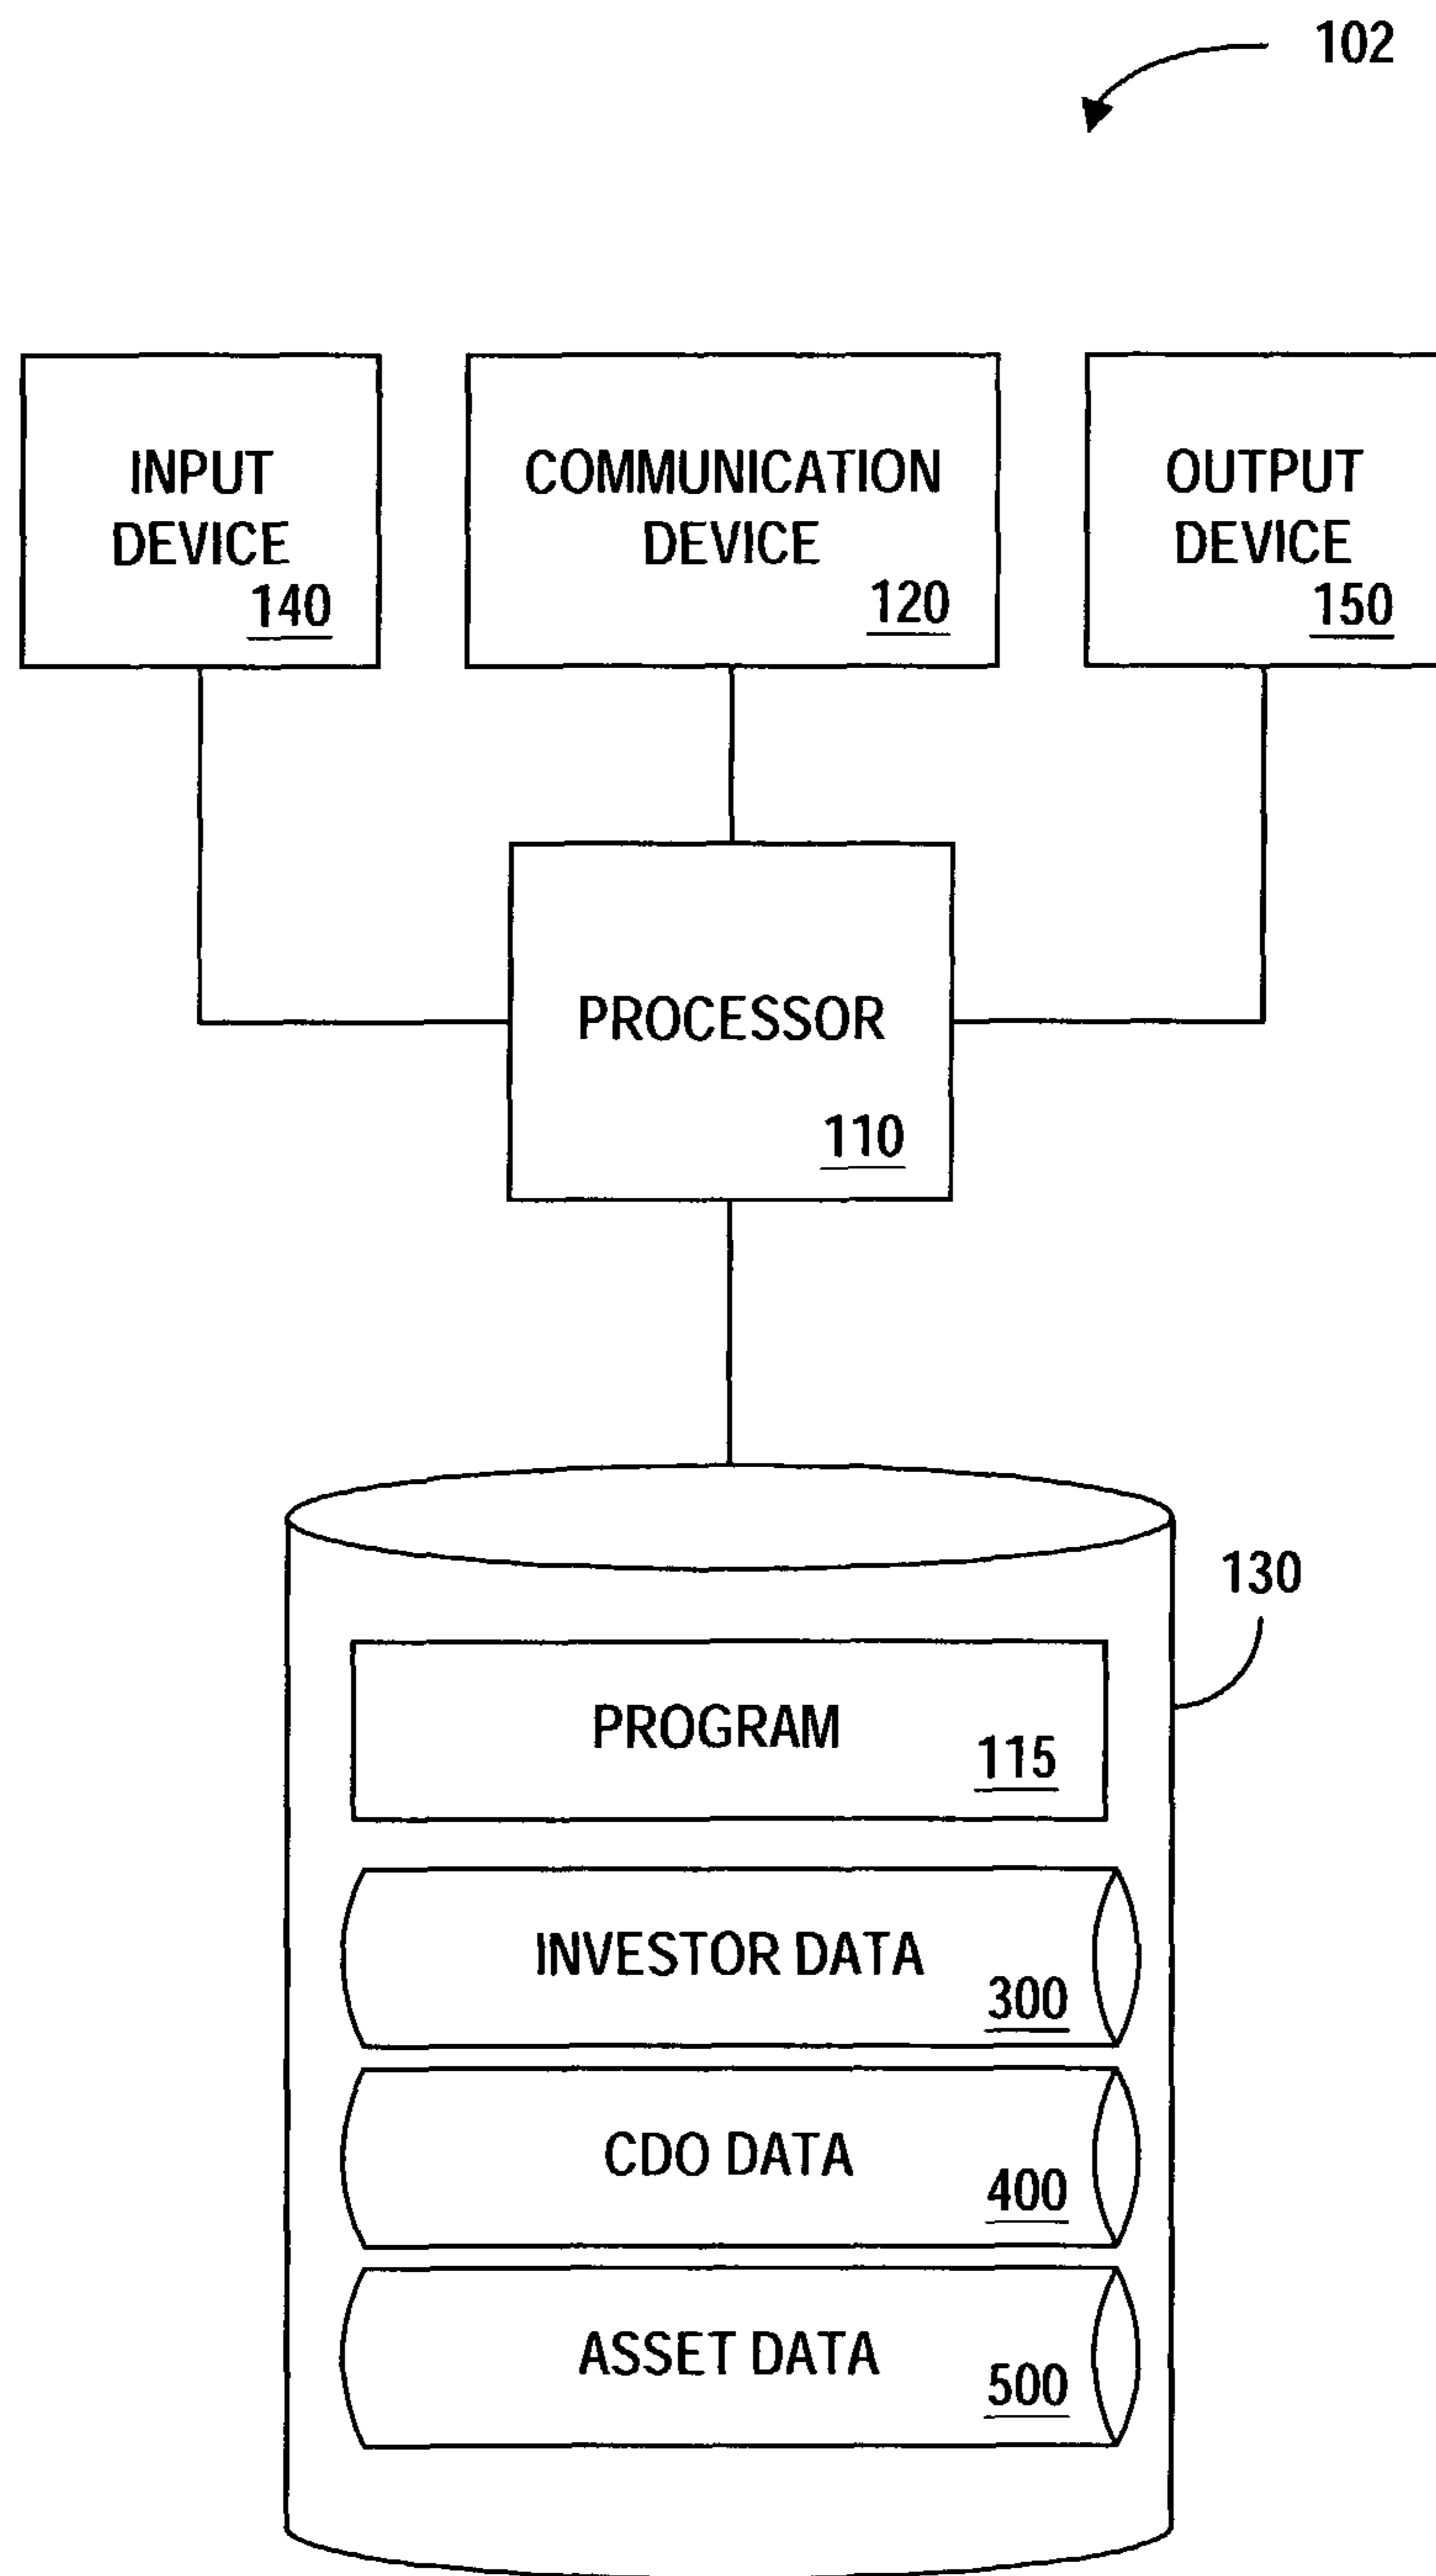 102
INPUT
DEVICE
140
COMMUNICATION
DEVICE
120
OUTPUT
DEVICE
150
PROCESSOR
110
130
PROGRAM
115
INVESTOR DATA
300
CDO DATA
400
ASSET DATA
500